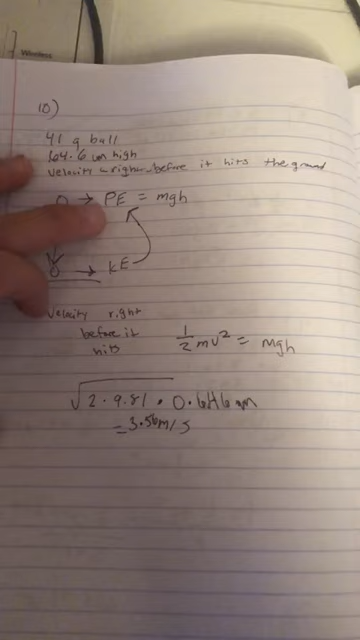 Wireless
10)
41 g ball
64.6 cm high
velocity right before it hits the ground
O → PE = mgh
O → KE
Velocity right
before it
hits
1/2 mv² = mgh
√2 · 9.81 · 0.646 m
= 3.56 m/s